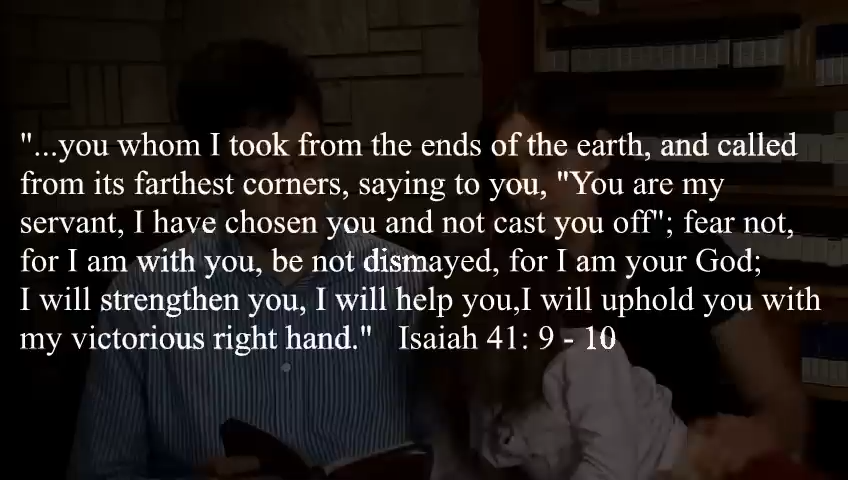 "...you whom I took from the ends of the earth, and called
from its farthest corners, saying to you, "You are my
servant, I have chosen you and not cast you off"; fear not,
for I am with you, be not dismayed, for I am your God;
I will strengthen you, I will help you,I will uphold you with
my victorious right hand."   Isaiah 41: 9 - 10